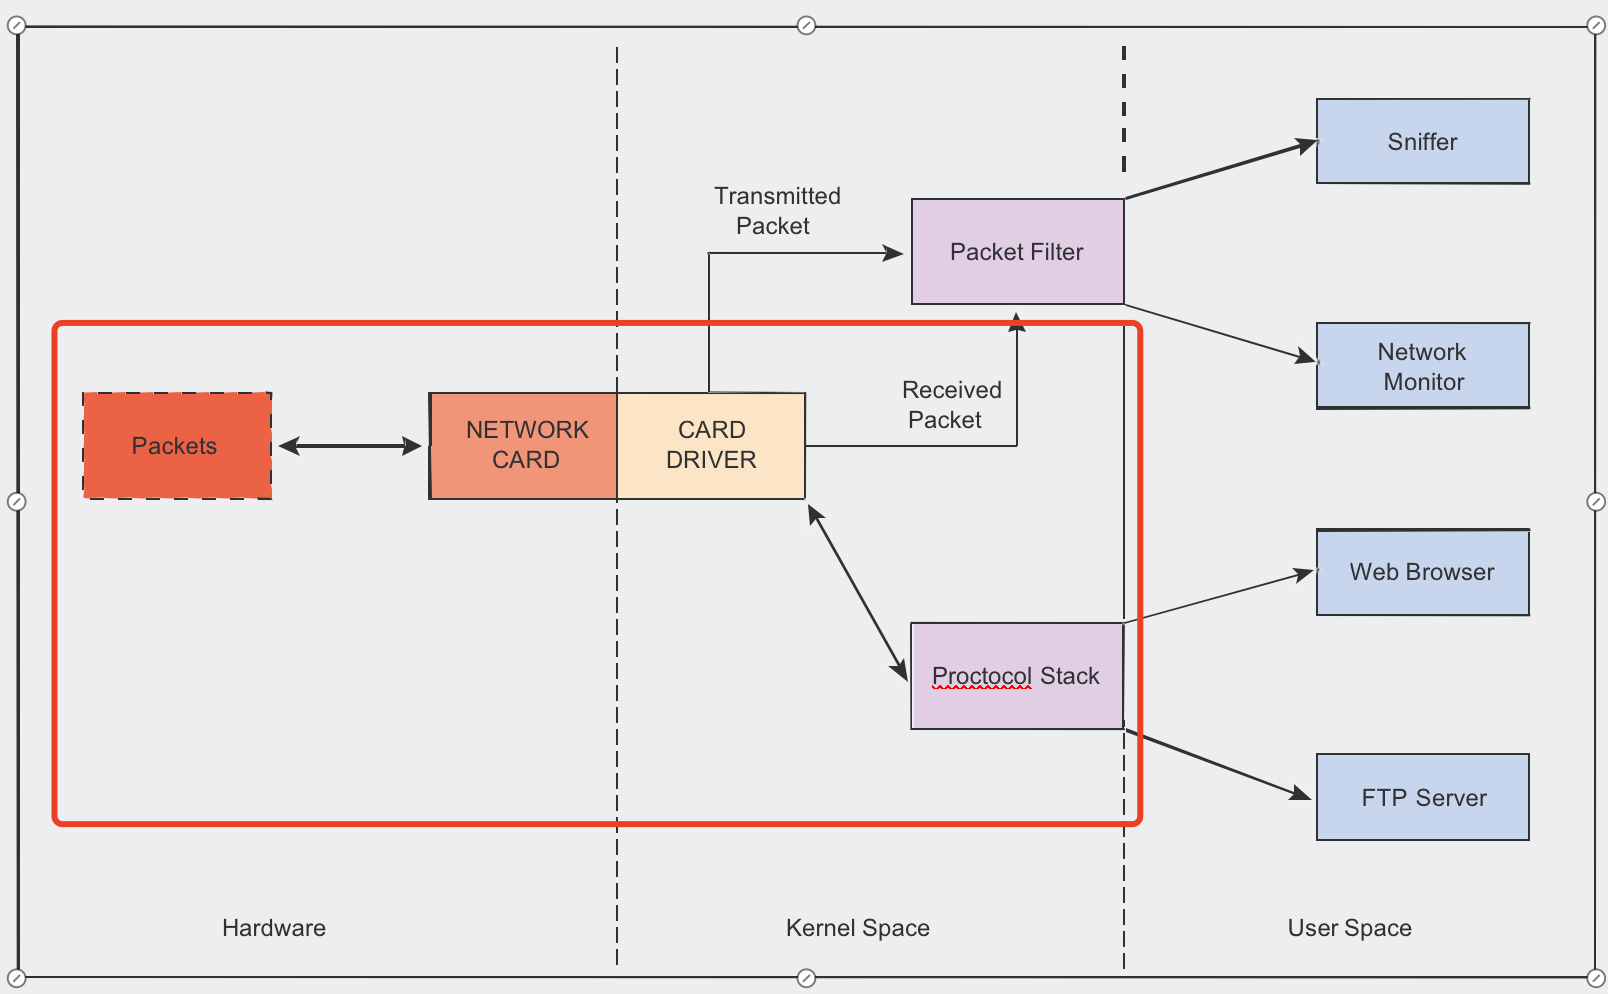 Sniffer
Transmitted
Packet
Packet Filter
Network
Monitor
Received
Packet
Packets
NETWORK
CARD
CARD
DRIVER
Web Browser
Proctocol Stack
FTP Server
Hardware
Kernel Space
User Space